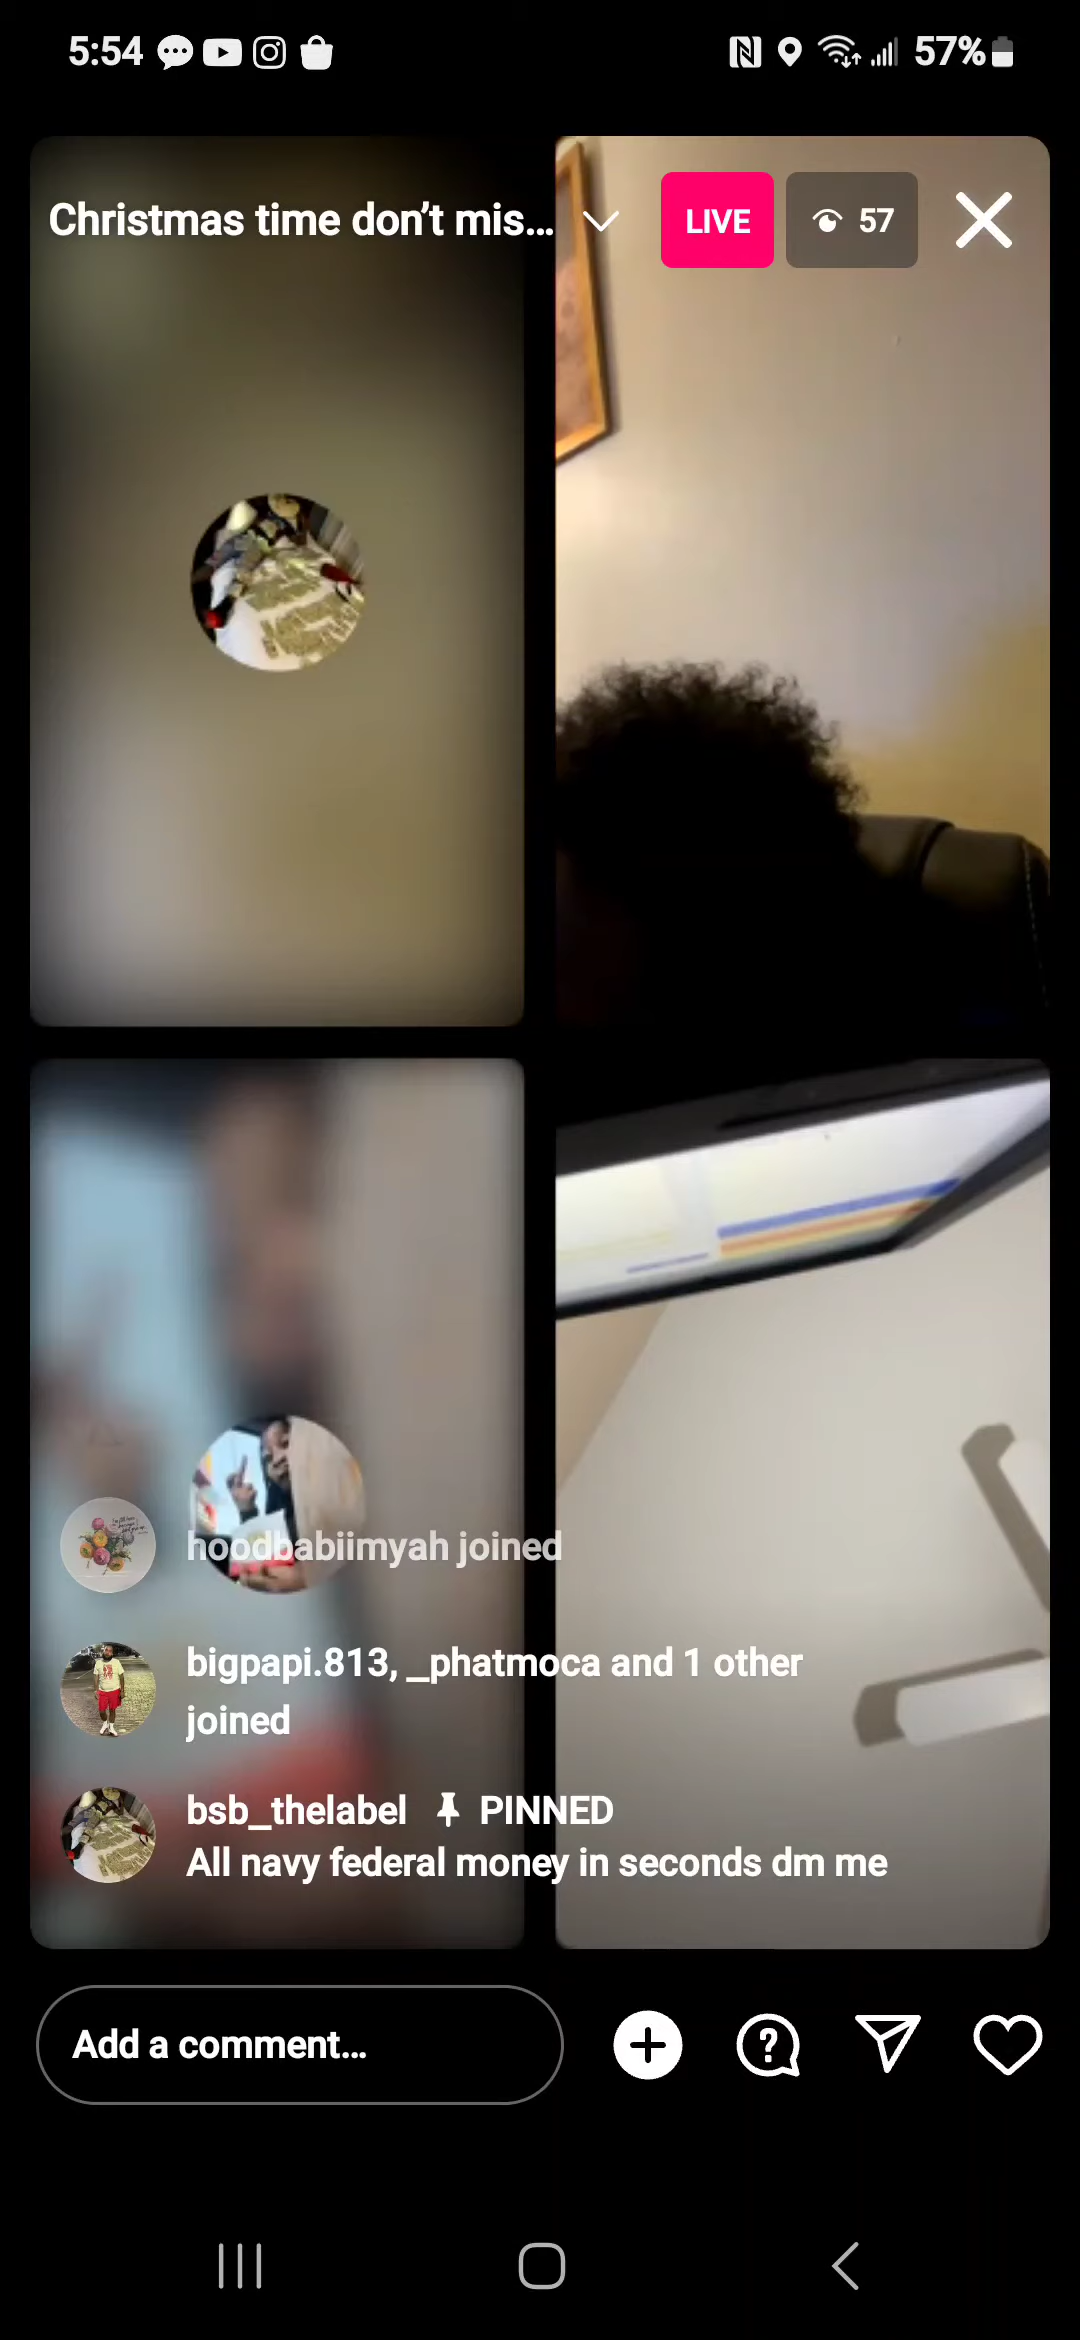 5:54
57%
Christmas time don't mis...
LIVE
57
hoodbabiimyah joined
bigpapi.813, _phatmoca and 1 other
joined
bsb_thelabel PINNED
All navy federal money in seconds dm me
Add a comment...